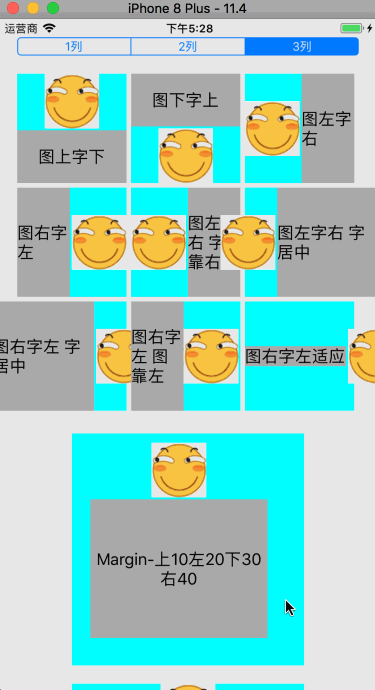 iPhone 8 Plus - 11.4
运营商 下午5:28
1列 2列 3列
图上字下
图下字上
图左字
右
图右字
左
图左
右 字
靠右
图左字右 字
居中
图右字左 字
居中
图右字
左 图
靠左
图右字左适应
Margin-上10左20下30
右40